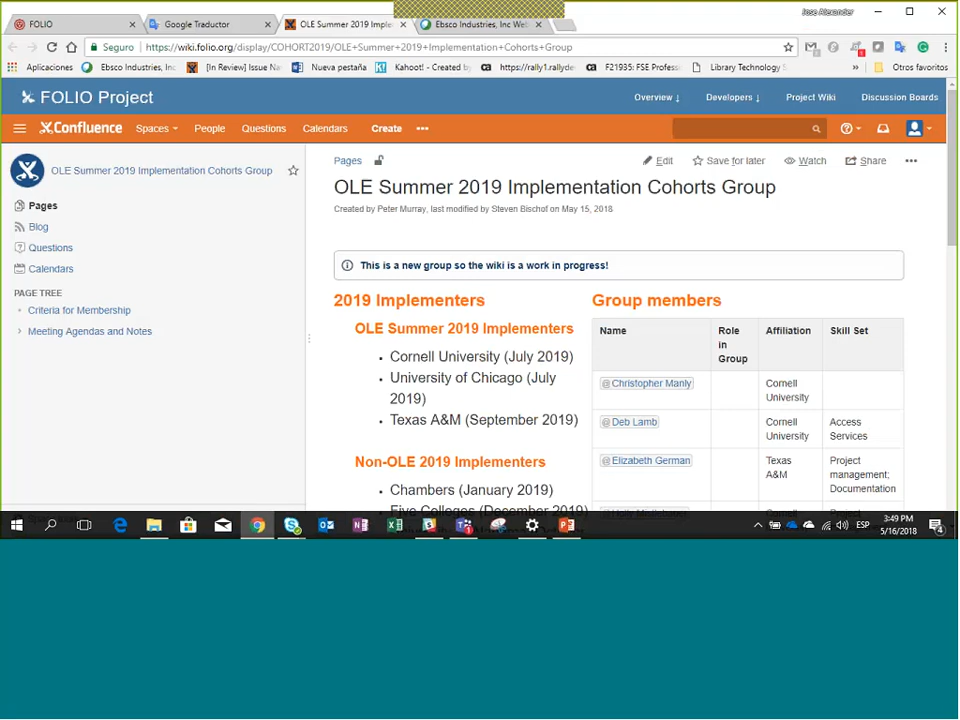 Jose Alexander
FOLIO
Google Traductor
OLE Summer 2019 Imple
Ebsco Industries, Inc We
Seguro
https://wiki.folio.org/display/COHORT2019/OLE+Summer+2019+Implementation+Cohorts+Group
Aplicaciones
Ebsco Industries, Inc
[In Review] Issue Na
Nueva pestaña
Kahoot! - Created by
https://rally1.rallyde
F21935: FSE Profes
Library Technology S
»
Otros favoritos
FOLIO Project
Overview ↓
Developers ↓
Project Wiki
Discussion Boards
Confluence
Spaces
People
Questions
Calendars
Create
•••
OLE Summer 2019 Implementation Cohorts Group
Pages
Blog
Questions
Calendars
PAGE TREE
Criteria for Membership
Meeting Agendas and Notes
Pages
Edit
Save for later
Watch
Share
•••
OLE Summer 2019 Implementation Cohorts Group
Created by Peter Murray, last modified by Steven Bischof on May 15, 2018
This is a new group so the wiki is a work in progress!
2019 Implementers
OLE Summer 2019 Implementers
• Cornell University (July 2019)
• University of Chicago (July
2019)
• Texas A&M (September 2019)
Non-OLE 2019 Implementers
• Chambers (January 2019)
• Five Colleges (December 2019)
Group members
Name
Role
in
Group
Affiliation
Skill Set
@Christopher Manly
Cornell
University
@Deb Lamb
Cornell
University
Access
Services
@Elizabeth German
Texas
A&M
Project
management;
Documentation
Cornell
Project
ESP
3:49 PM
5/16/2018
4